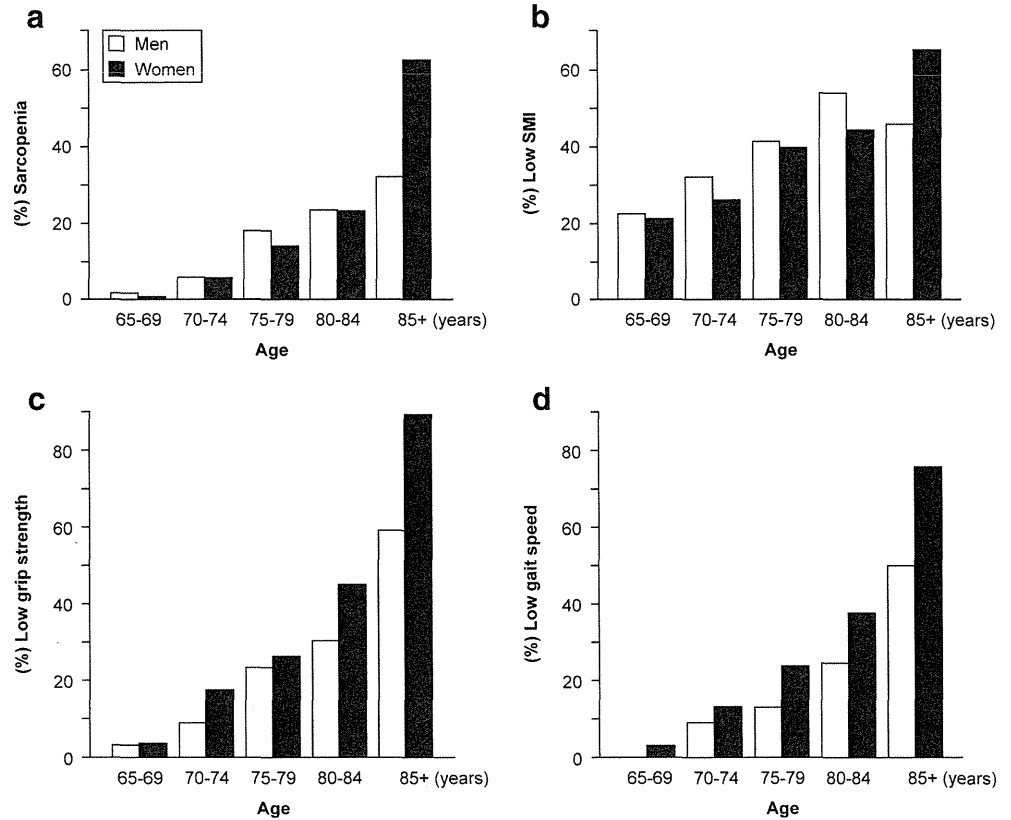 a
Men
Women
(%) Sarcopenia
60
40
20
0
65-69 70-74 75-79 80-84 85+ (years)
Age
b
(%) Low SMI
60
40
20
0
65-69 70-74 75-79 80-84 85+ (years)
Age
c
(%) Low grip strength
80
60
40
20
0
65-69 70-74 75-79 80-84 85+ (years)
Age
d
(%) Low gait speed
80
60
40
20
0
65-69 70-74 75-79 80-84 85+ (years)
Age